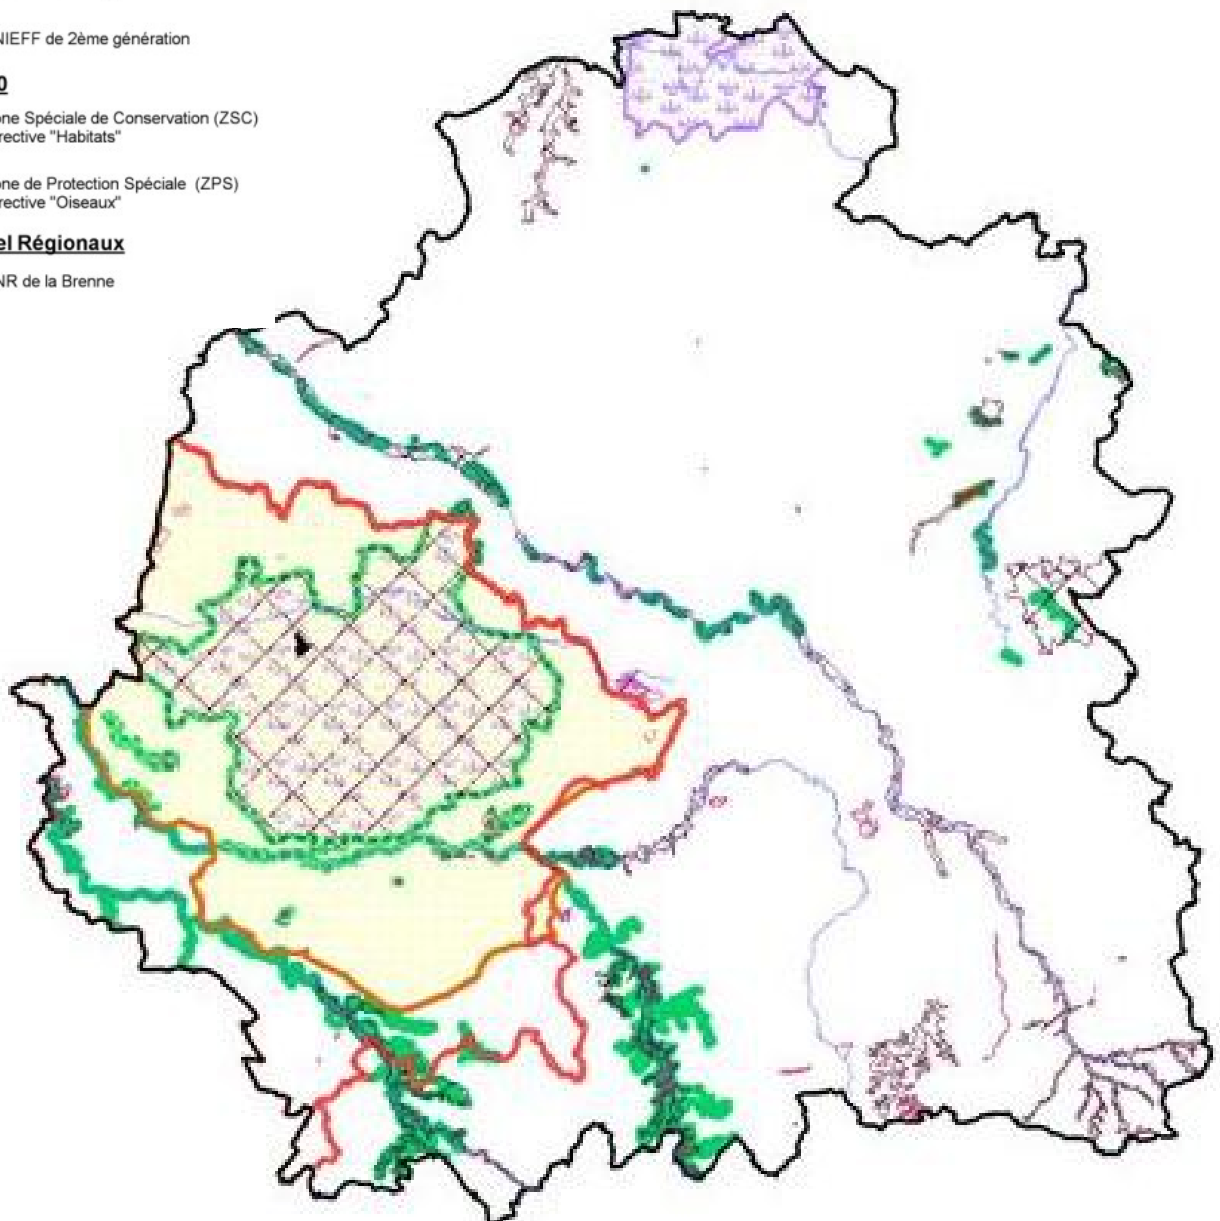 NIEFF de 2ème génération
0
one Spéciale de Conservation (ZSC)
rective "Habitats"
one de Protection Spéciale (ZPS)
rective "Oiseaux"
el Régionaux
NR de la Brenne